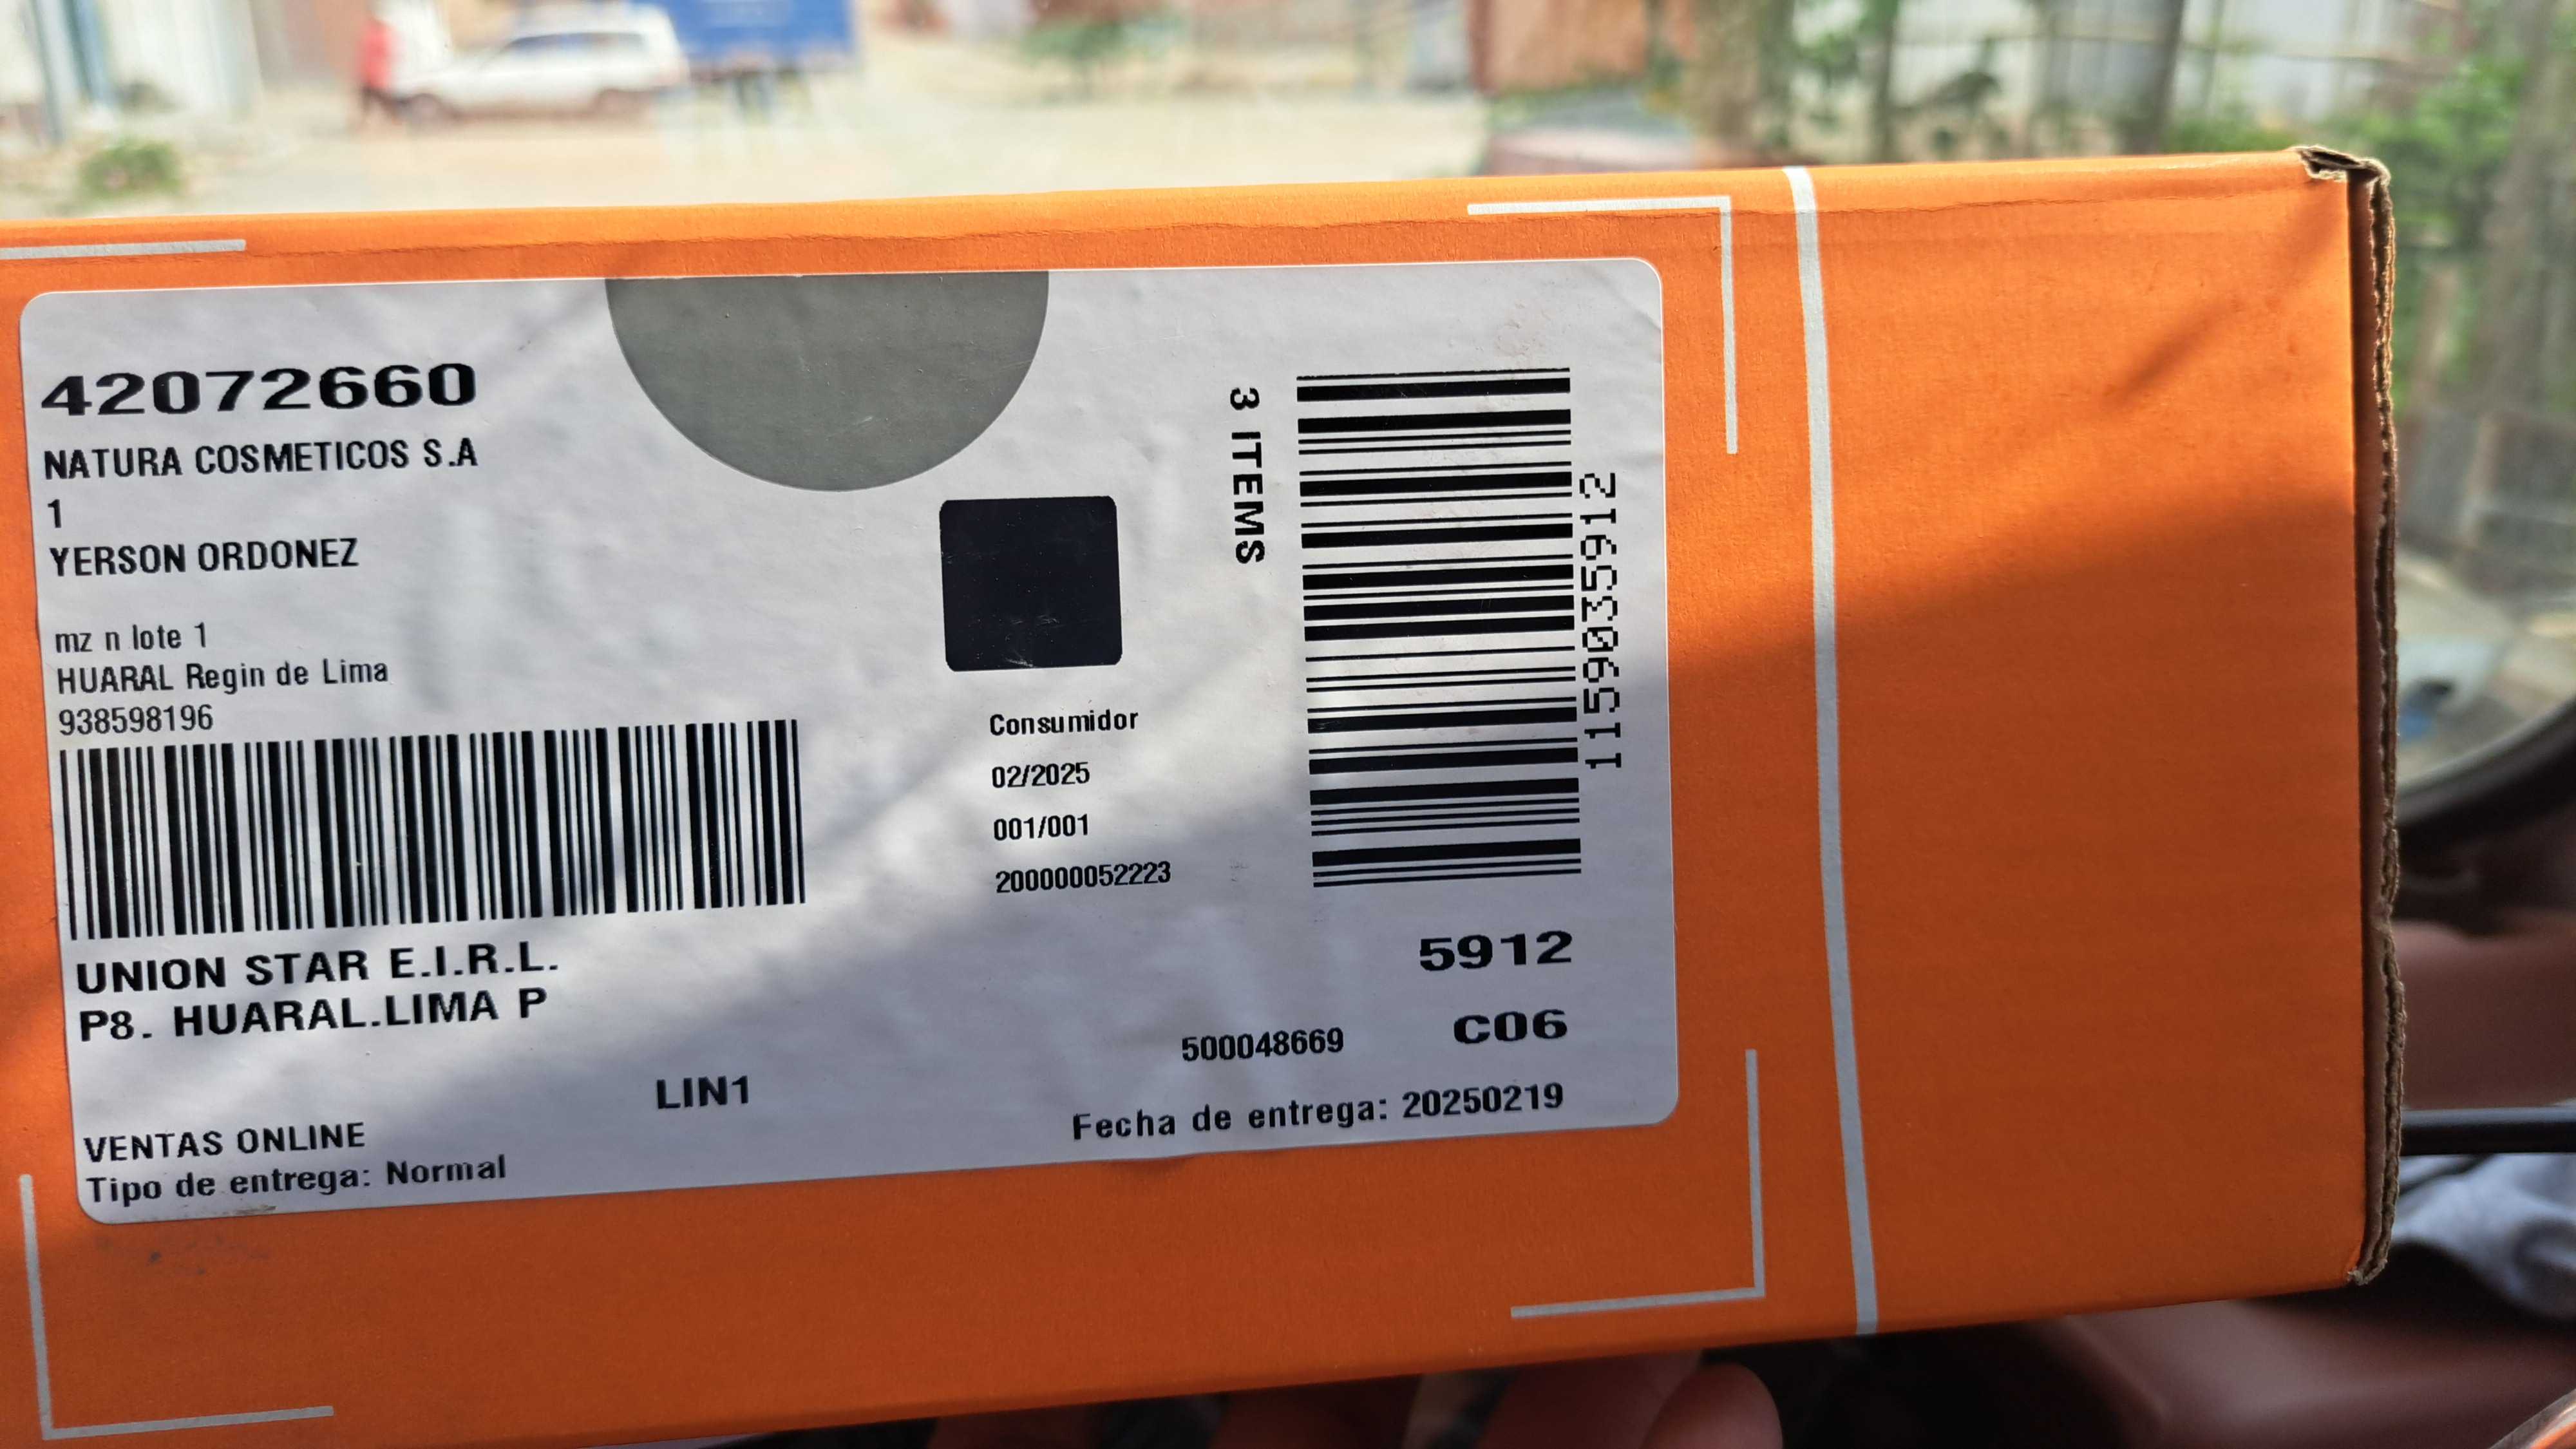 42072660
NATURA COSMETICOS S.A
1
YERSON ORDONEZ
mz n lote 1
HUARAL Regin de Lima
938598196
UNION STAR E.I.R.L.
P8. HUARAL.LIMA P
LIN1
VENTAS ONLINE
Tipo de entrega: Normal
Consumidor
02/2025
001/001
200000052223
3 ITEMS
1159035912
5912
C06
500048669
Fecha de entrega: 20250219